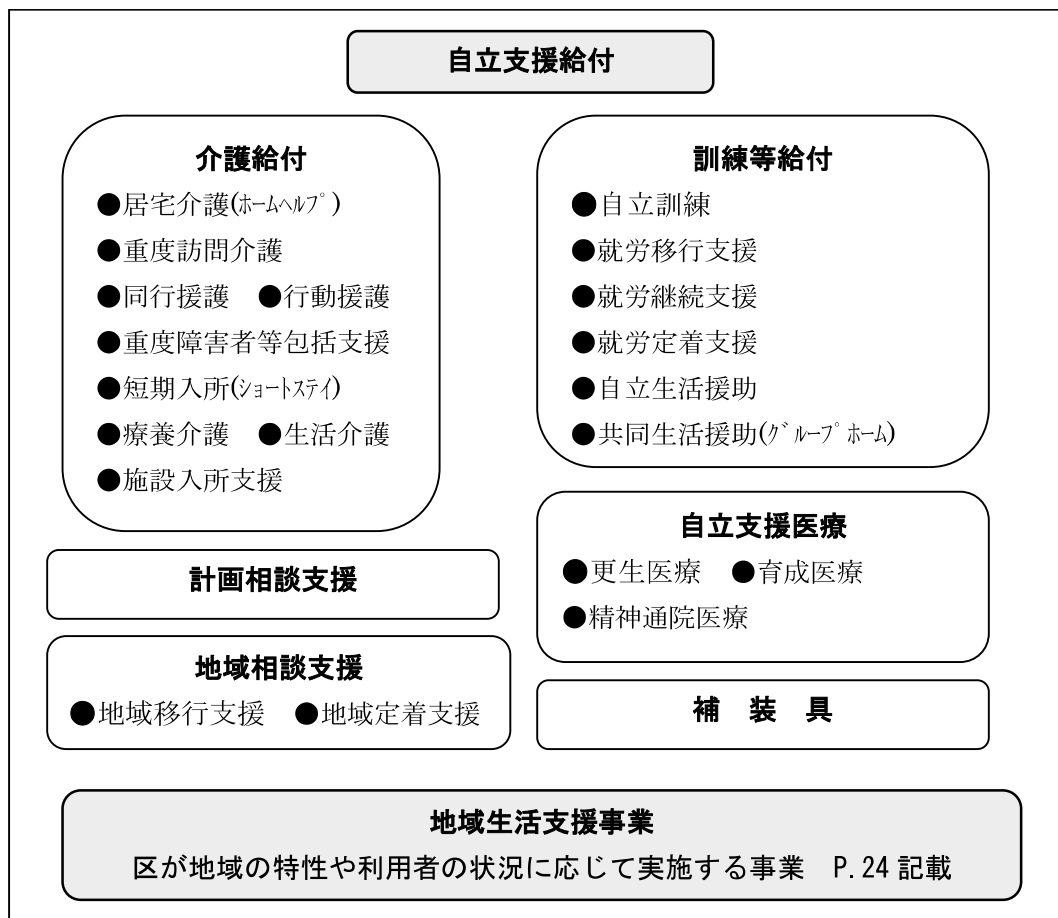 自立支援給付
介護給付
●居宅介護(ﾎｰﾑﾍﾙﾌﾟ)
●重度訪問介護
●同行援護 ●行動援護
●重度障害者等包括支援
●短期入所(ｼｮｰﾄｽﾃｲ)
●療養介護 ●生活介護
●施設入所支援
訓練等給付
●自立訓練
●就労移行支援
●就労継続支援
●就労定着支援
●自立生活援助
●共同生活援助(ｸﾞﾙｰﾌﾟﾎｰﾑ)
計画相談支援
地域相談支援
●地域移行支援 ●地域定着支援
自立支援医療
●更生医療 ●育成医療
●精神通院医療
補 装 具
地域生活支援事業
区が地域の特性や利用者の状況に応じて実施する事業 P.24 記載